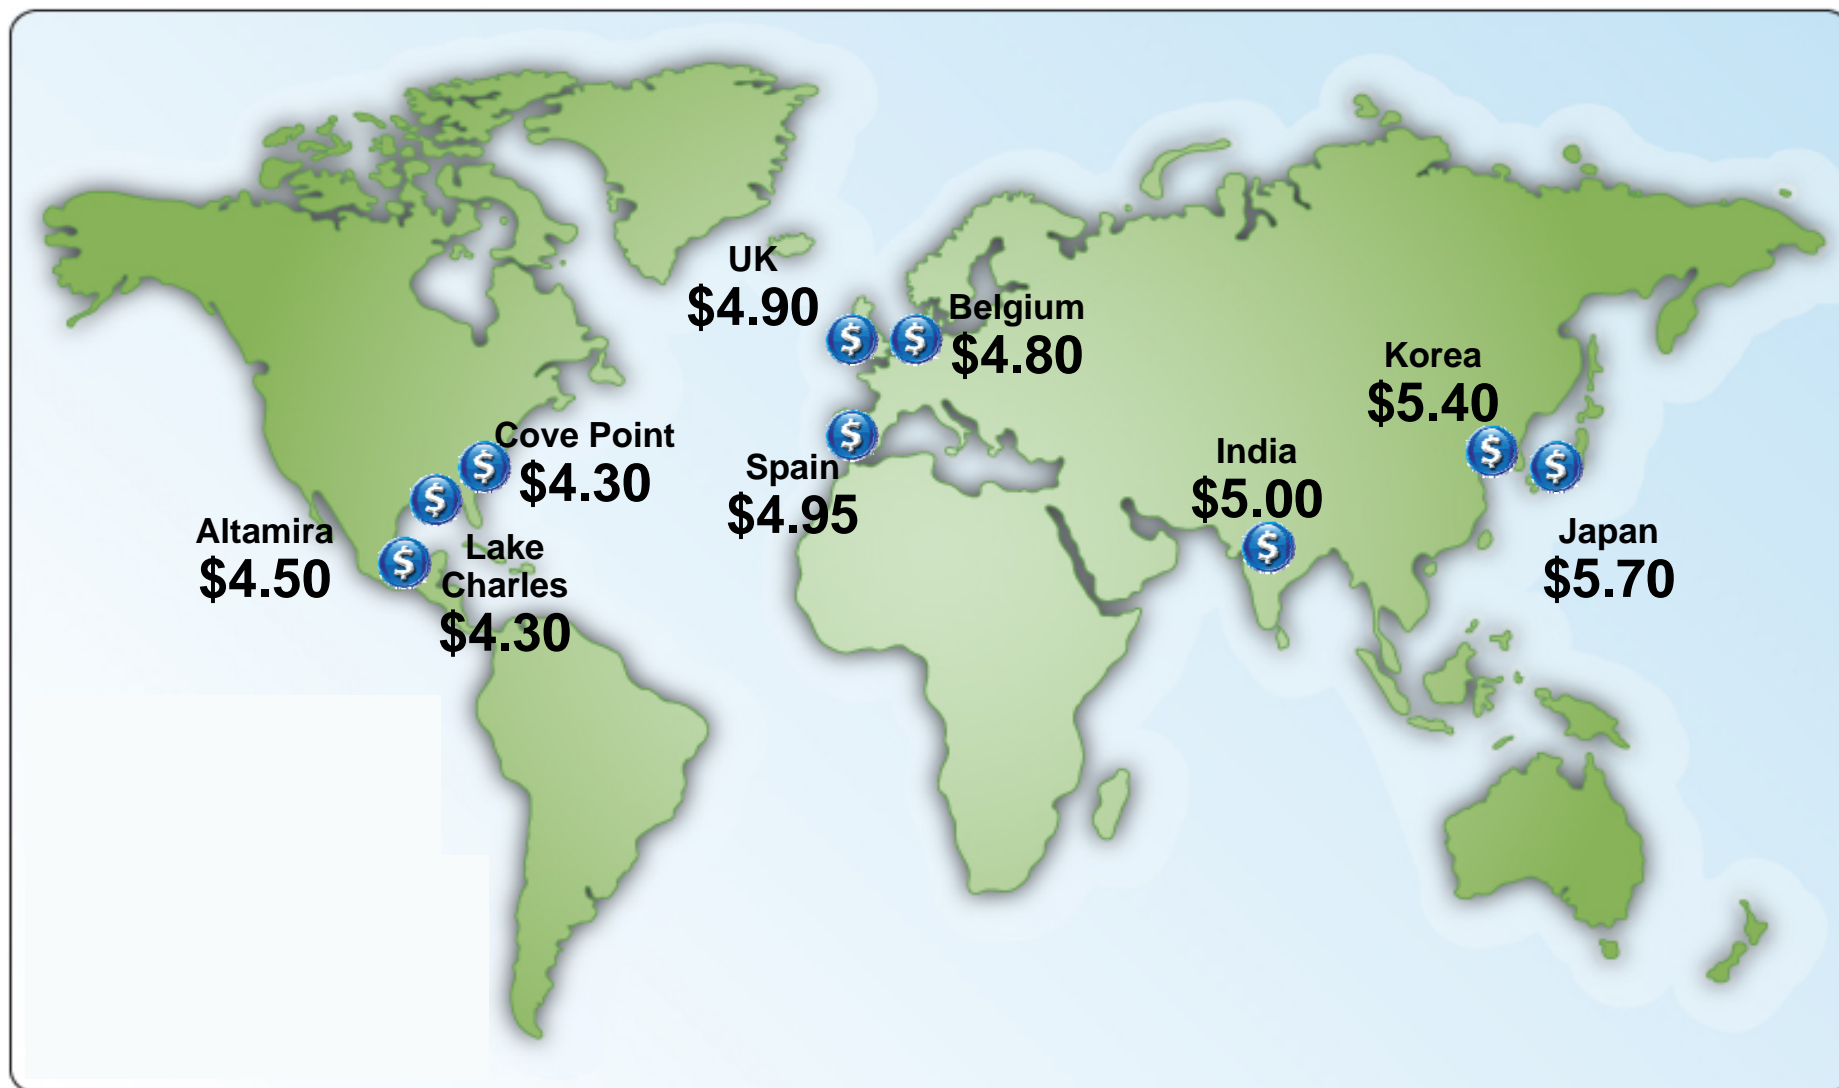 UK
$4.90
Belgium
$4.80
Korea
$5.40
Cove Point
$4.30
India
$5.00
Spain
$4.95
Altamira
$4.50
Lake
Charles
$4.30
Japan
$5.70
$
$
$
$
$
$
$
$
$